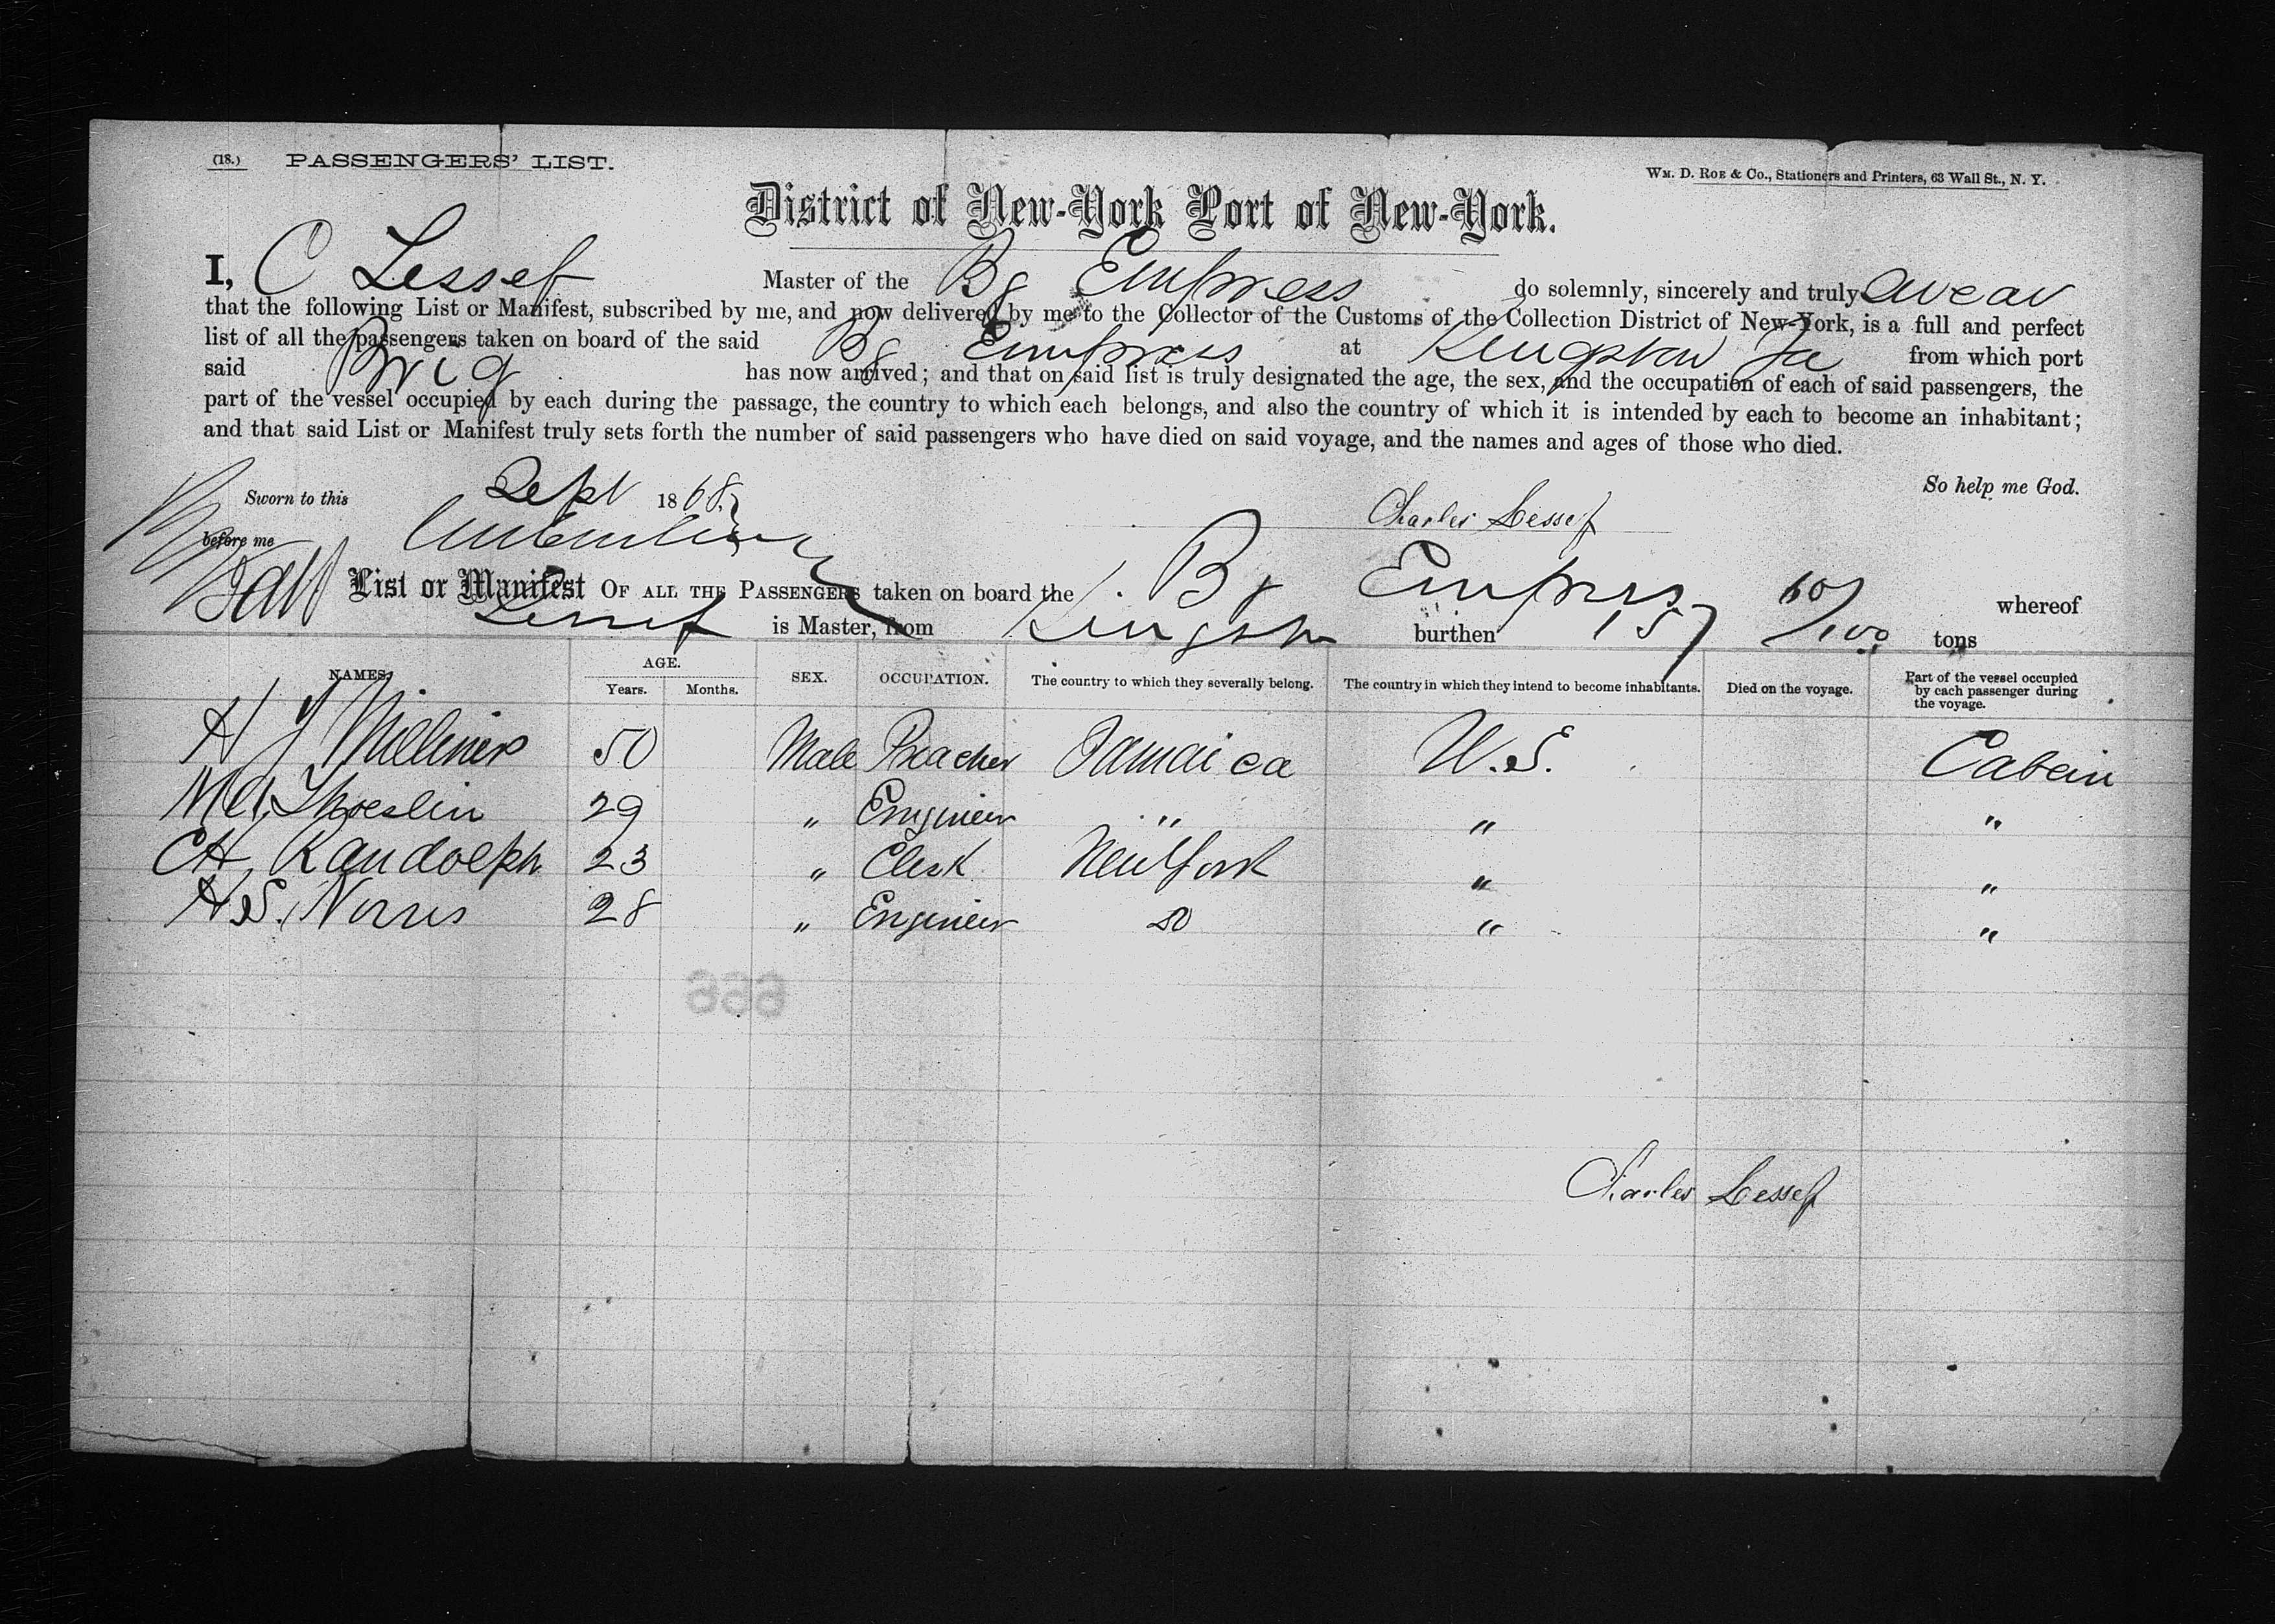 (18.) PASSENGERS' LIST.
WM. D. ROE & Co., Stationers and Printers, 63 Wall St., N. Y.
District of New-York Port of New-York.
I, C Lessef Master of the Bg Empress do solemnly, sincerely and truly swear
that the following List or Manifest, subscribed by me, and now delivered by me to the Collector of the Customs of the Collection District of New-York, is a full and perfect
list of all the passengers taken on board of the said Bg Empress at Kingston Ja from which port
said Brig has now arrived; and that on said list is truly designated the age, the sex, and the occupation of each of said passengers, the
part of the vessel occupied by each during the passage, the country to which each belongs, and also the country of which it is intended by each to become an inhabitant;
and that said List or Manifest truly sets forth the number of said passengers who have died on said voyage, and the names and ages of those who died.
So help me God.
Sworn to this Sept 1868.
before me
Charles Lessef
List or Manifest OF ALL THE PASSENGERS taken on board the Bg Empress whereof
Lessef is Master, from Kingston burthen 157 60/100 tons
NAMES. AGE. Years. Months. SEX. OCCUPATION. The country to which they severally belong. The country in which they intend to become inhabitants. Died on the voyage. Part of the vessel occupied by each passenger during the voyage.
H Milliner 50 Male Preacher Jamaica U.S. Cabin
29 " Engineer " " "
CH Randolph 23 " Clerk New York " "
H.S. Norris 28 " Engineer do " "
Charles Lessef